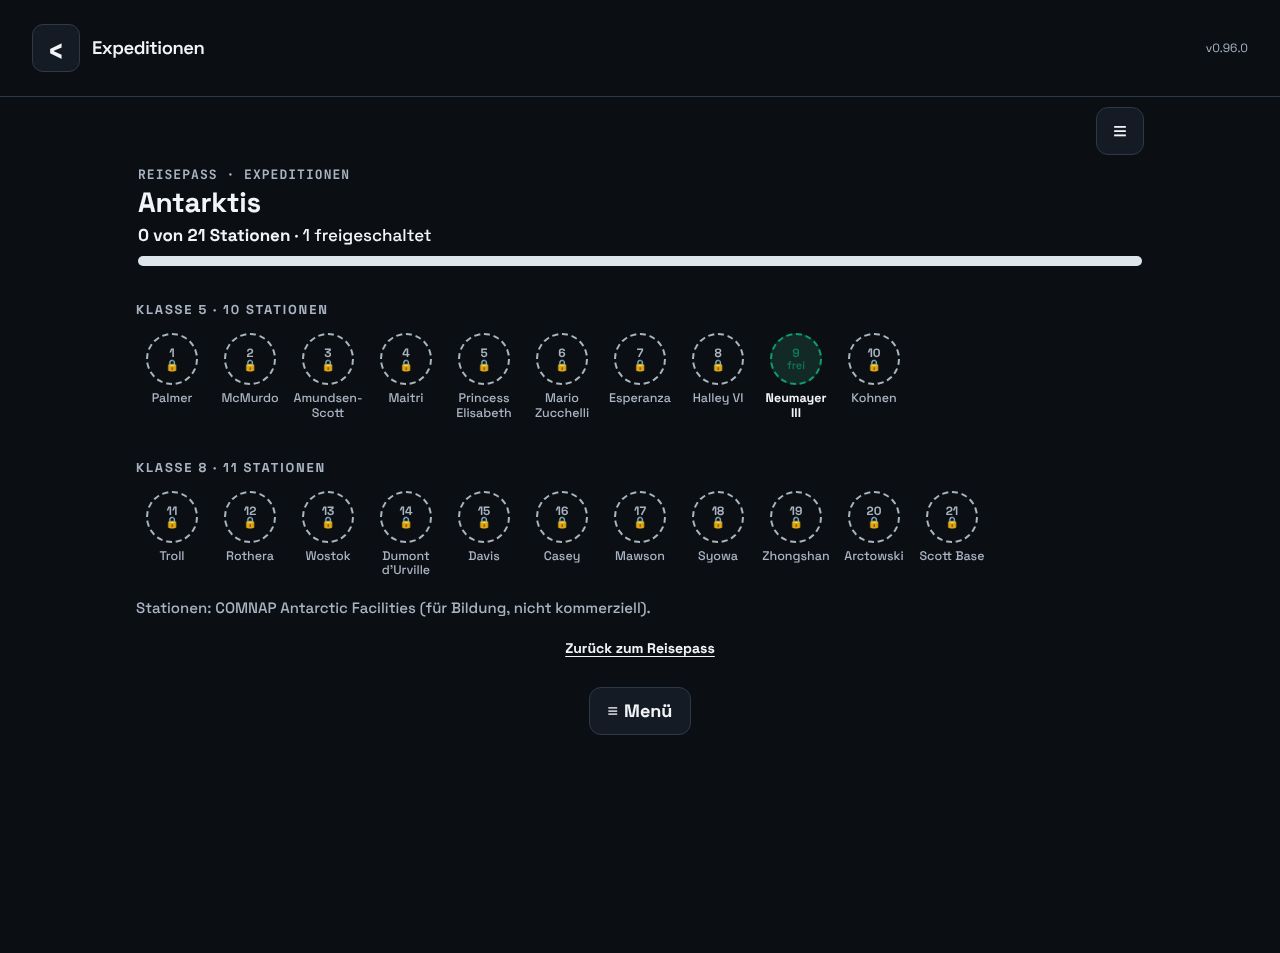 Expeditionen
v0.96.0
REISEPASS · EXPEDITIONEN
Antarktis
0 von 21 Stationen · 1 freigeschaltet
KLASSE 5 · 10 STATIONEN
1 2 3 4 5 6 7 8 9 10
frei
Palmer McMurdo Amundsen-Scott Maitri Princess Elisabeth Mario Zucchelli Esperanza Halley VI Neumayer III Kohnen
KLASSE 8 · 11 STATIONEN
11 12 13 14 15 16 17 18 19 20 21
Troll Rothera Wostok Dumont d'Urville Davis Casey Mawson Syowa Zhongshan Arctowski Scott Base
Stationen: COMNAP Antarctic Facilities (für Bildung, nicht kommerziell).
Zurück zum Reisepass
≡ Menü